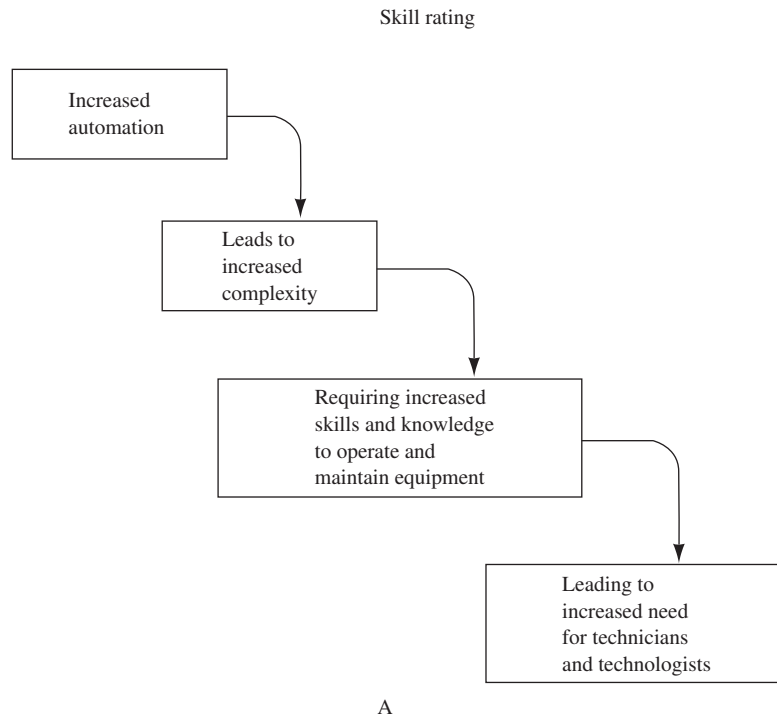 Skill rating
Increased
automation
Leads to
increased
complexity
Requiring increased
skills and knowledge
to operate and
maintain equipment
Leading to
increased need
for technicians
and technologists
A